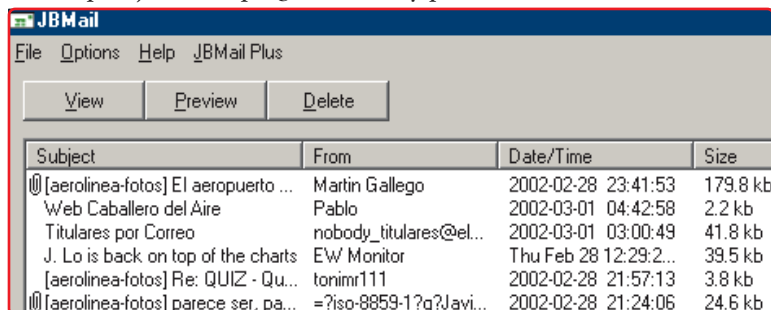 JBMail
File Options Help JBMail Plus
View Preview Delete
Subject From Date/Time Size
[aerolinea-fotos] El aeropuerto ... Martin Gallego 2002-02-28 23:41:53 179.8 kb
Web Caballero del Aire Pablo 2002-03-01 04:42:58 2.2 kb
Titulares por Correo nobody_titulares@el... 2002-03-01 03:00:49 41.8 kb
J. Lo is back on top of the charts EW Monitor Thu Feb 28 12:29:2... 39.5 kb
[aerolinea-fotos] Re: QUIZ - Qu... tonimr111 2002-02-28 21:57:13 3.8 kb
[aerolinea-fotos] parece ser, pa... =?iso-8859-1?q?Javi... 2002-02-28 21:24:06 24.6 kb